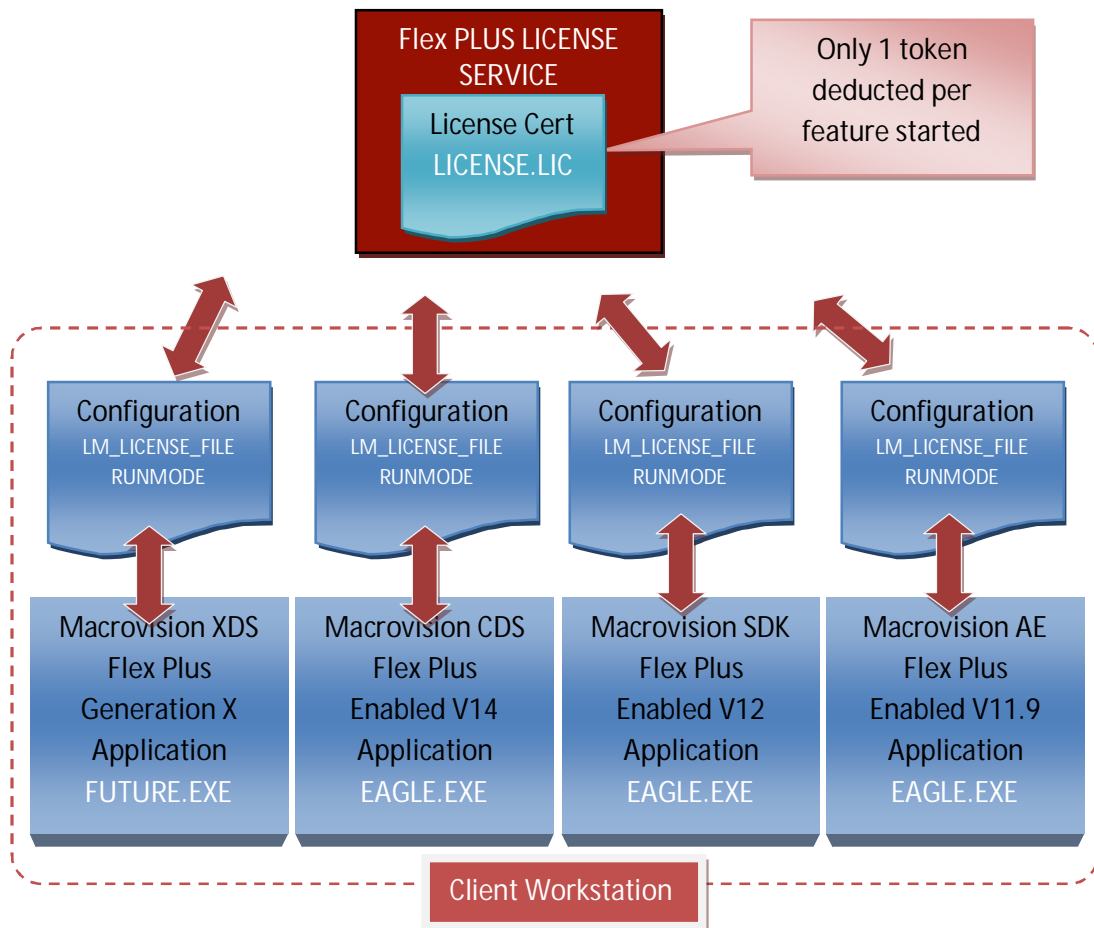 Flex PLUS LICENSE
SERVICE
License Cert
LICENSE.LIC
Only 1 token
deducted per
feature started
Configuration
LM_LICENSE_FILE
RUNMODE
Configuration
LM_LICENSE_FILE
RUNMODE
Configuration
LM_LICENSE_FILE
RUNMODE
Configuration
LM_LICENSE_FILE
RUNMODE
Macrovision XDS
Flex Plus
Generation X
Application
FUTURE.EXE
Macrovision CDS
Flex Plus
Enabled V14
Application
EAGLE.EXE
Macrovision SDK
Flex Plus
Enabled V12
Application
EAGLE.EXE
Macrovision AE
Flex Plus
Enabled V11.9
Application
EAGLE.EXE
Client Workstation